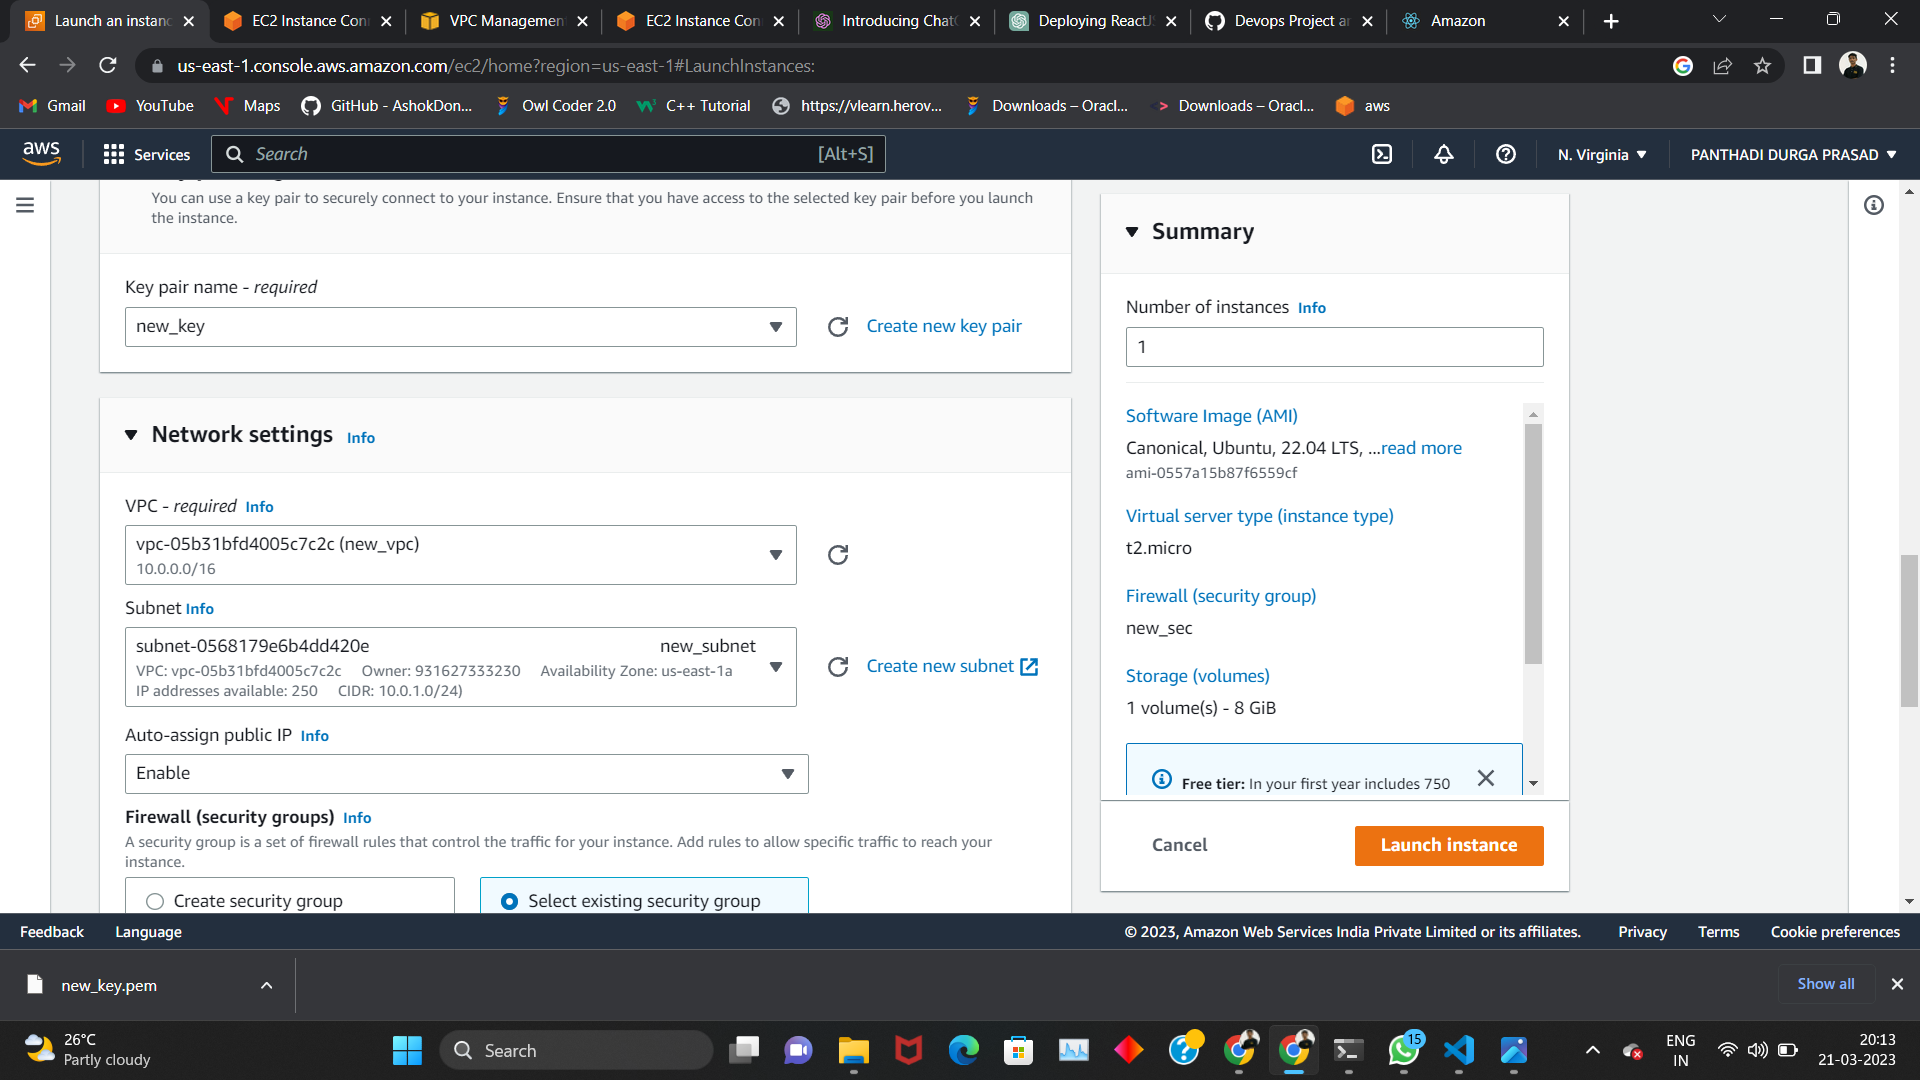 Launch an instanc
EC2 Instance Con
VPC Managemen
EC2 Instance Con
Introducing ChatG
Deploying ReactJS
Devops Project an
Amazon
us-east-1.console.aws.amazon.com/ec2/home?region=us-east-1#LaunchInstances:
Gmail
YouTube
Maps
GitHub - AshokDon...
Owl Coder 2.0
C++ Tutorial
https://vlearn.herov...
Downloads – Oracl...
Downloads – Oracl...
aws
aws
Services
Search
[Alt+S]
N. Virginia
PANTHADI DURGA PRASAD
You can use a key pair to securely connect to your instance. Ensure that you have access to the selected key pair before you launch
the instance.
Key pair name - required
new_key
Create new key pair
Network settings Info
VPC - required Info
vpc-05b31bfd4005c7c2c (new_vpc)
10.0.0.0/16
Subnet Info
subnet-0568179e6b4dd420e new_subnet
VPC: vpc-05b31bfd4005c7c2c Owner: 931627333230 Availability Zone: us-east-1a
IP addresses available: 250 CIDR: 10.0.1.0/24)
Create new subnet
Auto-assign public IP Info
Enable
Firewall (security groups) Info
A security group is a set of firewall rules that control the traffic for your instance. Add rules to allow specific traffic to reach your
instance.
Create security group
Select existing security group
Summary
Number of instances Info
1
Software Image (AMI)
Canonical, Ubuntu, 22.04 LTS, ...read more
ami-0557a15b87f6559cf
Virtual server type (instance type)
t2.micro
Firewall (security group)
new_sec
Storage (volumes)
1 volume(s) - 8 GiB
Free tier: In your first year includes 750
Cancel
Launch instance
Feedback
Language
© 2023, Amazon Web Services India Private Limited or its affiliates.
Privacy
Terms
Cookie preferences
new_key.pem
Show all
26°C
Partly cloudy
Search
15
ENG
IN
20:13
21-03-2023